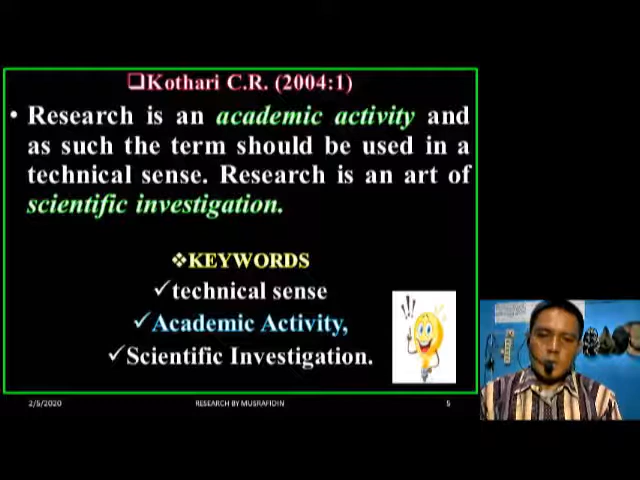 ❑Kothari C.R. (2004:1)
• Research is an academic activity and
as such the term should be used in a
technical sense. Research is an art of
scientific investigation.
❖KEYWORDS
✓technical sense
✓Academic Activity,
✓Scientific Investigation.
!!!
2/5/2020 RESEARCH BY MUSRAFIDIN 5